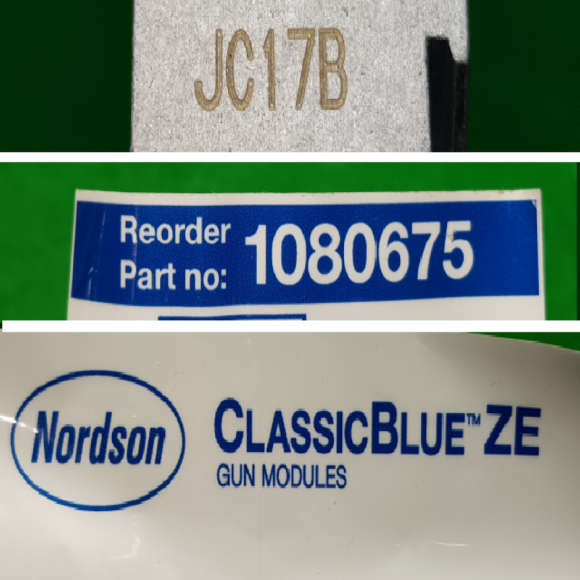 JC17B
Reorder
Part no: 1080675
Nordson
CLASSICBLUE™ ZE
GUN MODULES